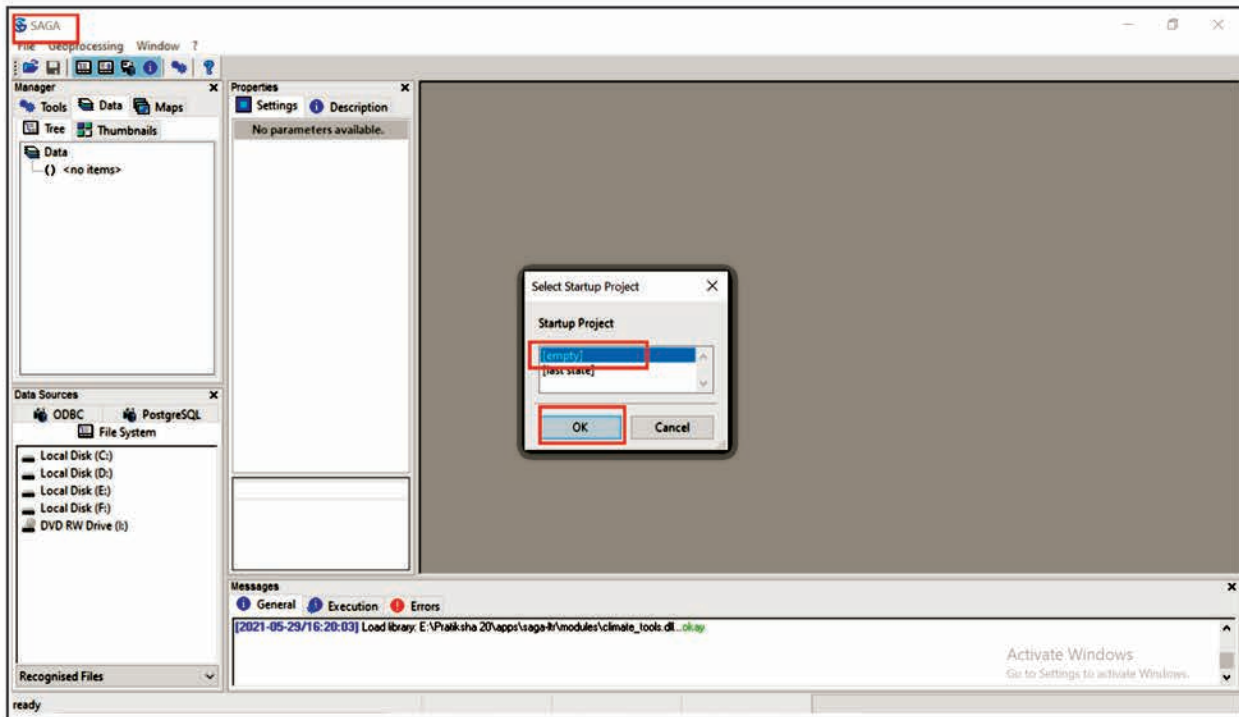 SAGA
File Geoprocessing Window ?
Manager
Tools Data Maps
Tree Thumbnails
Data
() <no items>
Properties
Settings Description
No parameters available.
Select Startup Project
Startup Project
[empty]
[last state]
OK Cancel
Data Sources
ODBC PostgreSQL
File System
Local Disk (C:)
Local Disk (D:)
Local Disk (E:)
Local Disk (F:)
DVD RW Drive (I:)
Recognised Files
Messages
General Execution Errors
[2021-05-29/16:20:03] Load library: E:\Pratiksha 20\apps\saga-ltr\modules\climate_tools.dll...okay
Activate Windows
Go to Settings to activate Windows.
ready